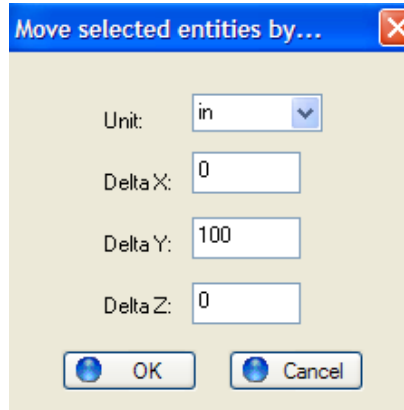 Move selected entities by...
Unit: in
Delta X: 0
Delta Y: 100
Delta Z: 0
OK Cancel